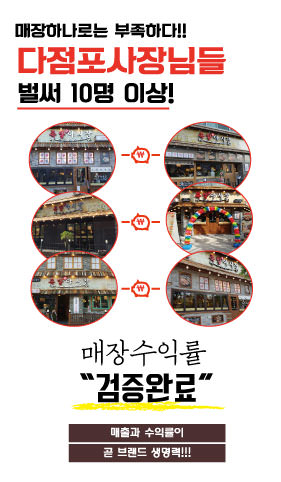 매장하나로는 부족하다!!
다점포사장님들
벌써 10명 이상!
매장수익률
“검증완료”
매출과 수익률이
곧 브랜드 생명력!!!